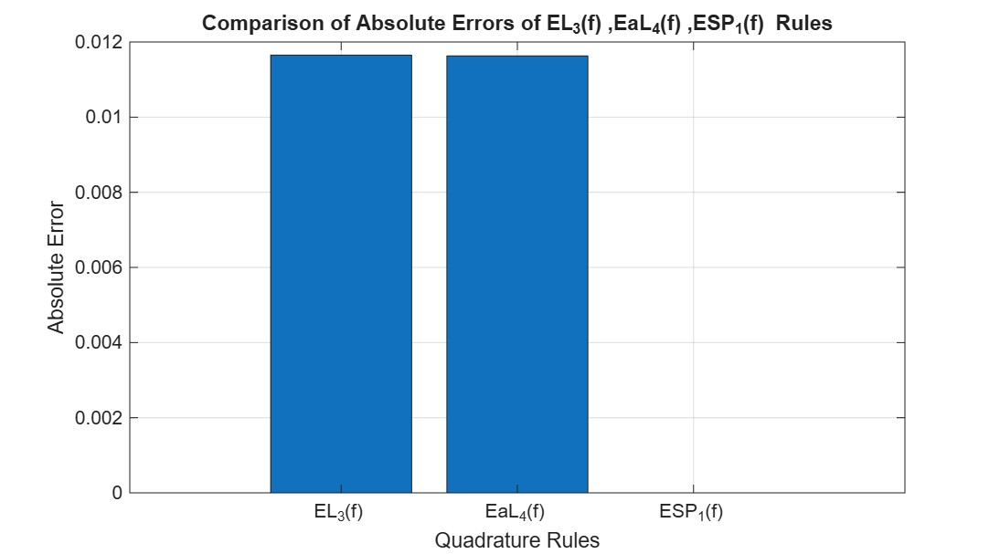 Comparison of Absolute Errors of EL₃(f) ,EaL₄(f) ,ESP₁(f)  Rules
0.012
0.01
0.008
0.006
0.004
0.002
0
Absolute Error
EL₃(f) EaL₄(f) ESP₁(f)
Quadrature Rules